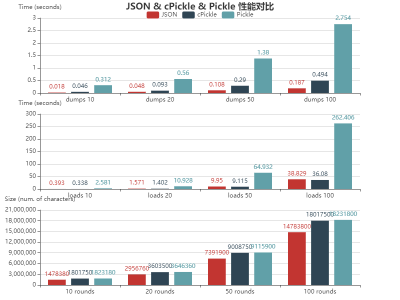 JSON & cPickle & Pickle 性能对比
Time (seconds)
JSON cPickle Pickle
3
2.5
2
1.5
1
0.5
0
0.018 0.046 0.312
0.048 0.093 0.56
0.108 0.29 1.38
0.187 0.494 2.754
dumps 10 dumps 20 dumps 50 dumps 100
Time (seconds)
300
250
200
150
100
50
0
0.393 0.338 2.581
1.571 1.402 10.928
9.95 9.115 64.932
38.829 36.08 262.406
loads 10 loads 20 loads 50 loads 100
Size (num. of characters)
21,000,000
18,000,000
15,000,000
12,000,000
9,000,000
6,000,000
3,000,000
0
1478380 1801750 1823180
2956760 3603500 3646360
7391900 9008750 9115900
14783800 18017500 18231800
10 rounds 20 rounds 50 rounds 100 rounds